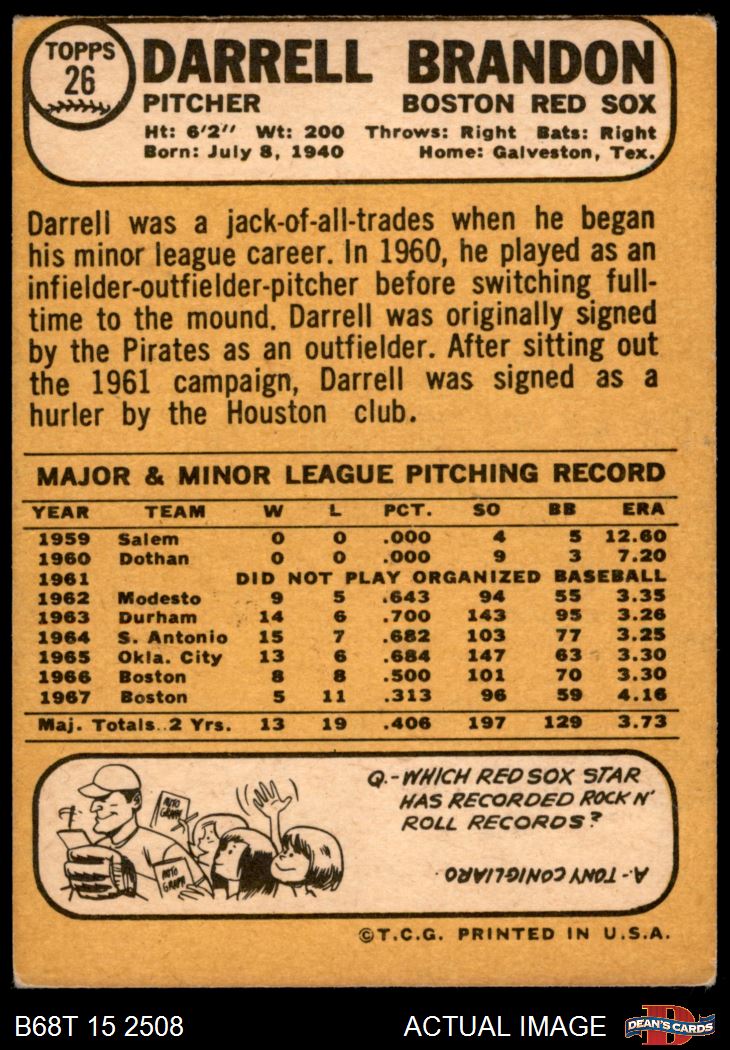 TOPPS
26
DARRELL BRANDON
PITCHER BOSTON RED SOX
Ht: 6'2" Wt: 200 Throws: Right Bats: Right
Born: July 8, 1940 Home: Galveston, Tex.
Darrell was a jack-of-all-trades when he began
his minor league career. In 1960, he played as an
infielder-outfielder-pitcher before switching full-
time to the mound. Darrell was originally signed
by the Pirates as an outfielder. After sitting out
the 1961 campaign, Darrell was signed as a
hurler by the Houston club.
MAJOR & MINOR LEAGUE PITCHING RECORD
YEAR TEAM W L PCT. SO BB ERA
1959 Salem 0 0 .000 4 5 12.60
1960 Dothan 0 0 .000 9 3 7.20
1961 DID NOT PLAY ORGANIZED BASEBALL
1962 Modesto 9 5 .643 94 55 3.35
1963 Durham 14 6 .700 143 95 3.26
1964 S. Antonio 15 7 .682 103 77 3.25
1965 Okla. City 13 6 .684 147 63 3.30
1966 Boston 8 8 .500 101 70 3.30
1967 Boston 5 11 .313 96 59 4.16
Maj. Totals..2 Yrs. 13 19 .406 197 129 3.73
AUTO
GRAPH
AUTO
GRAPH
Q.-WHICH RED SOX STAR
HAS RECORDED ROCK N'
ROLL RECORDS?
A.-TONY CONIGLIARO.
©T.C.G. PRINTED IN U.S.A.
B68T 15 2508 ACTUAL IMAGE
D
DEAN'S CARDS